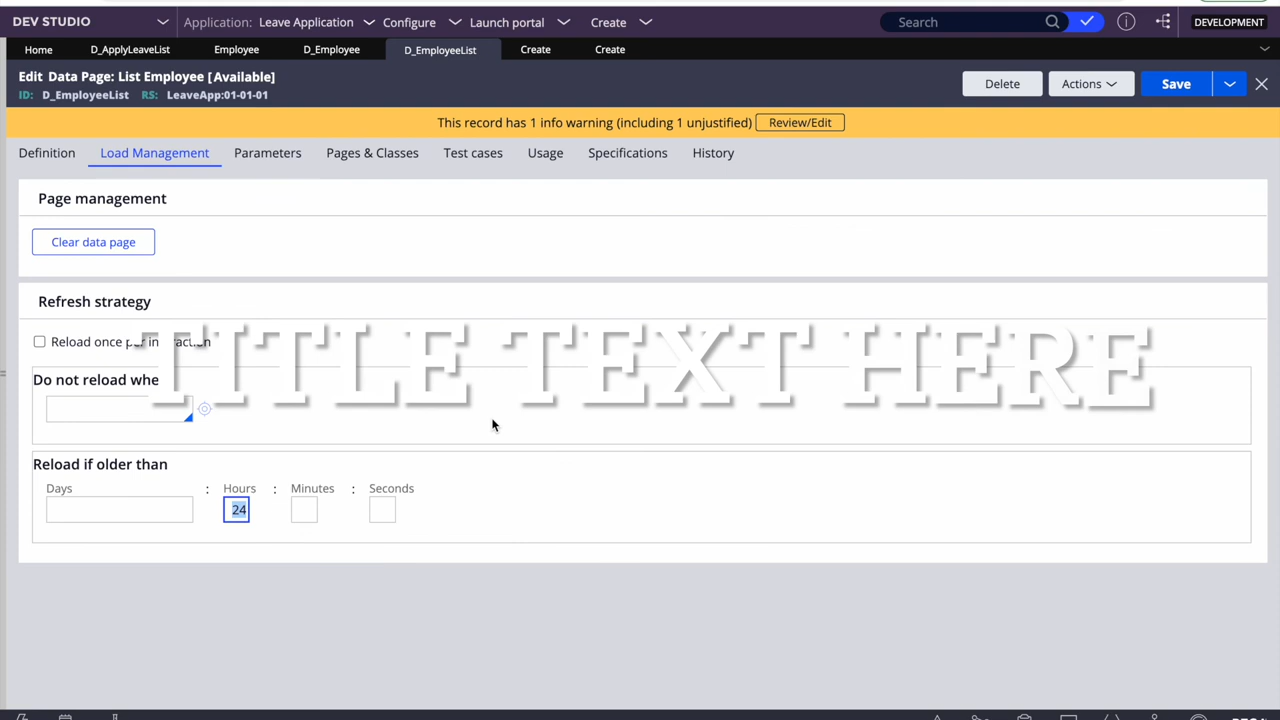 DEV STUDIO Application: Leave Application Configure Launch portal Create Search DEVELOPMENT
Home D_ApplyLeaveList Employee D_Employee D_EmployeeList Create Create
Edit Data Page: List Employee [Available]
ID: D_EmployeeList RS: LeaveApp:01-01-01
Delete Actions Save
This record has 1 info warning (including 1 unjustified) Review/Edit
Definition Load Management Parameters Pages & Classes Test cases Usage Specifications History
Page management
Clear data page
Refresh strategy
Reload once per interaction
TITLE TEXT HERE
Do not reload whe
Reload if older than
Days : Hours : Minutes : Seconds
24